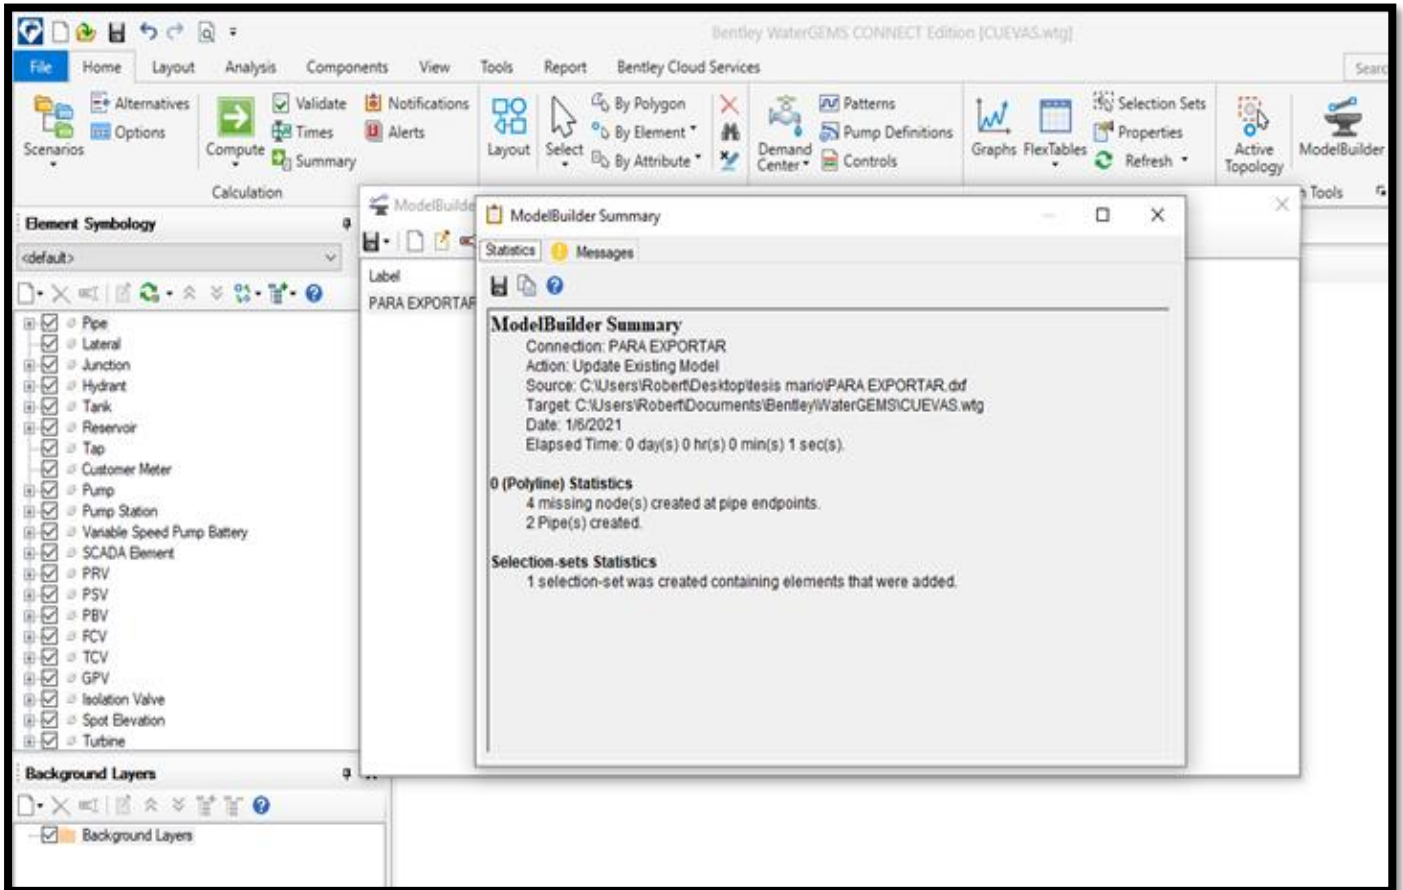 Bentley WaterGEMS CONNECT Edition [CUEVAS.wtg]
File Home Layout Analysis Components View Tools Report Bentley Cloud Services
Alternatives
Options
Scenarios
Compute
Validate
Times
Summary
Notifications
Alerts
Calculation
Layout
Select
By Polygon
By Element
By Attribute
Demand Center
Patterns
Pump Definitions
Controls
Graphs
FlexTables
Selection Sets
Properties
Refresh
Active Topology
ModelBuilder
Tools
Element Symbology
<default>
Pipe
Lateral
Junction
Hydrant
Tank
Reservoir
Tap
Customer Meter
Pump
Pump Station
Variable Speed Pump Battery
SCADA Element
PRV
PSV
PBV
FCV
TCV
GPV
Isolation Valve
Spot Elevation
Turbine
Background Layers
Background Layers
Label
PARA EXPORTAR
ModelBuilder Summary
Statistics Messages
ModelBuilder Summary
Connection: PARA EXPORTAR
Action: Update Existing Model
Source: C:\Users\Robert\Desktop\tesis mario\PARA EXPORTAR.dxf
Target: C:\Users\Robert\Documents\Bentley\WaterGEMS\CUEVAS.wtg
Date: 1/6/2021
Elapsed Time: 0 day(s) 0 hr(s) 0 min(s) 1 sec(s).
0 (Polyline) Statistics
4 missing node(s) created at pipe endpoints.
2 Pipe(s) created.
Selection-sets Statistics
1 selection-set was created containing elements that were added.